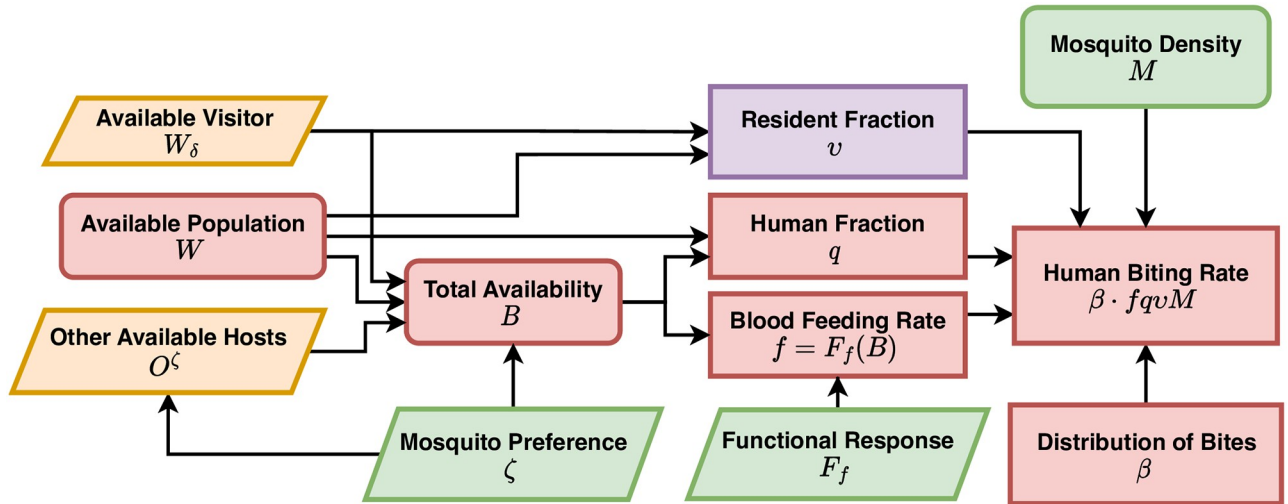 Mosquito Density
M
Available Visitor
W_δ
Resident Fraction
υ
Available Population
W
Human Fraction
q
Total Availability
B
Human Biting Rate
β · fqυM
Other Available Hosts
O^ζ
Blood Feeding Rate
f = F_f(B)
Mosquito Preference
ζ
Functional Response
F_f
Distribution of Bites
β